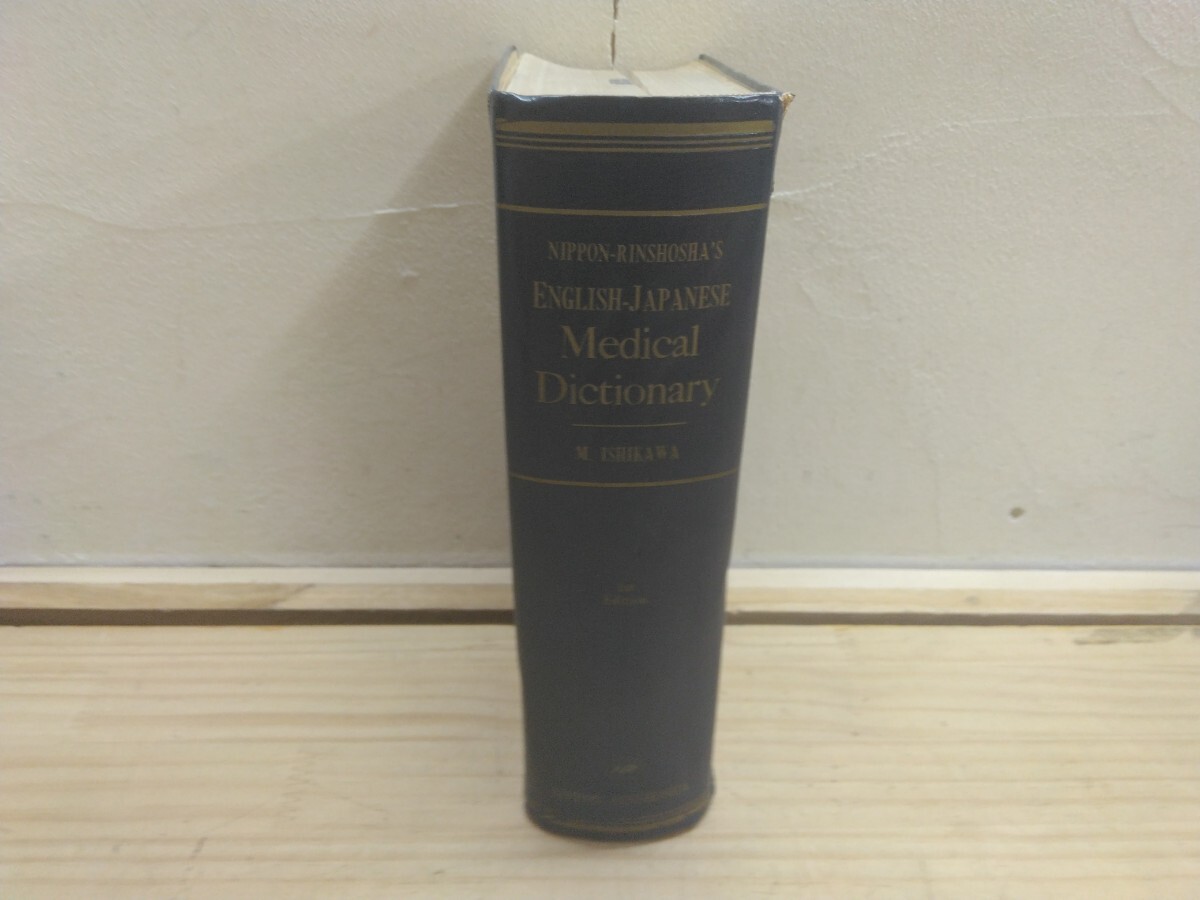 NIPPON-RINSHOSHA'S
ENGLISH-JAPANESE
Medical
Dictionary
M. ISHIKAWA